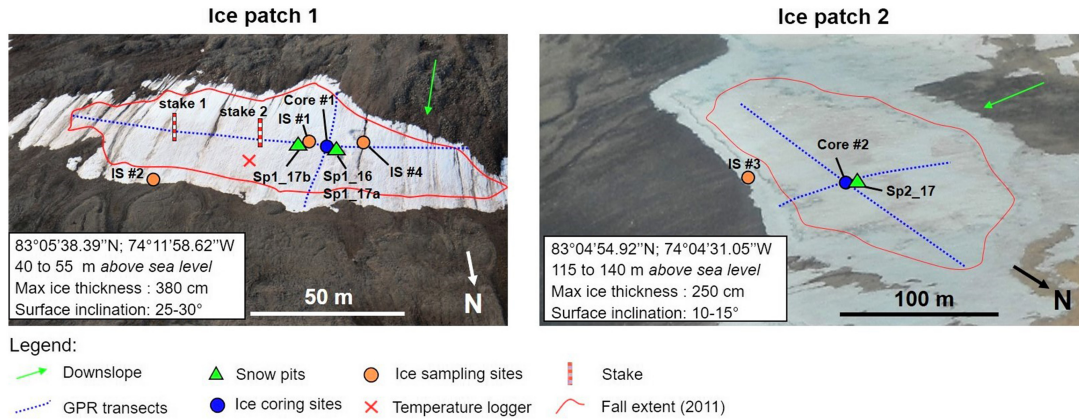 Ice patch 1
Ice patch 2
stake 1
stake 2
Core #1
IS #1
IS #2
Sp1_17b
Sp1_16
Sp1_17a
IS #4
83°05'38.39''N; 74°11'58.62''W
40 to 55 m above sea level
Max ice thickness : 380 cm
Surface inclination: 25-30°
50 m
N
Core #2
IS #3
Sp2_17
83°04'54.92''N; 74°04'31.05''W
115 to 140 m above sea level
Max ice thickness : 250 cm
Surface inclination: 10-15°
100 m
N
Legend:
Downslope
Snow pits
Ice sampling sites
Stake
GPR transects
Ice coring sites
Temperature logger
Fall extent (2011)